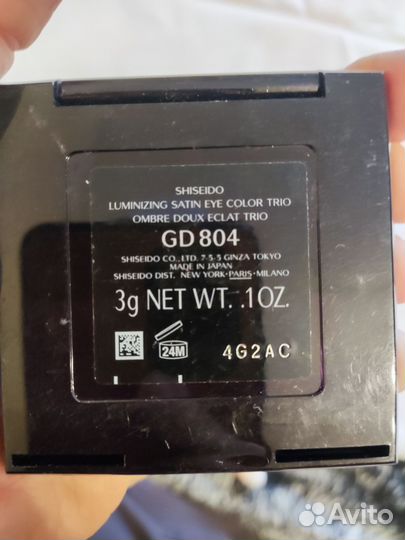 SHISEIDO
LUMINIZING SATIN EYE COLOR TRIO
OMBRE DOUX ECLAT TRIO
GD 804
SHISEIDO CO., LTD. 7-5-5 GINZA TOKYO
MADE IN JAPAN
SHISEIDO DIST. NEW YORK·PARIS·MILANO
3g NET WT. .1OZ.
24M
4G2AC
Avito